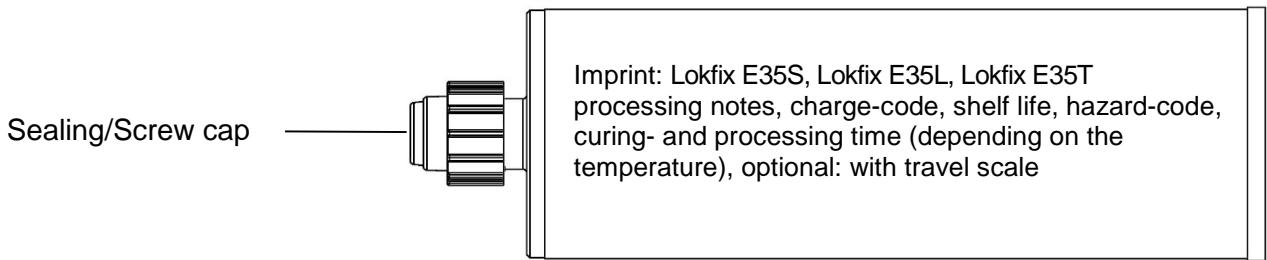 Imprint: Lokfix E35S, Lokfix E35L, Lokfix E35T
processing notes, charge-code, shelf life, hazard-code,
Sealing/Screw cap
curing- and processing time (depending on the
temperature), optional: with travel scale